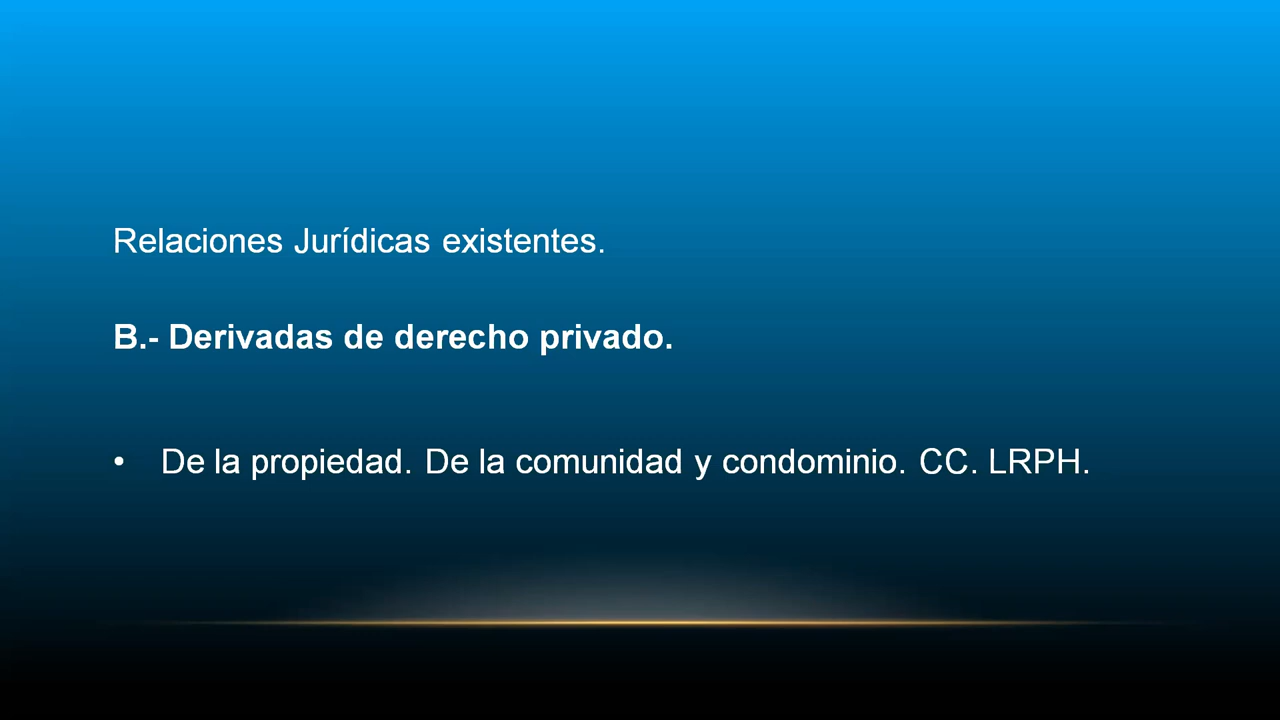 Relaciones Jurídicas existentes.
B.- Derivadas de derecho privado.
• De la propiedad. De la comunidad y condominio. CC. LRPH.